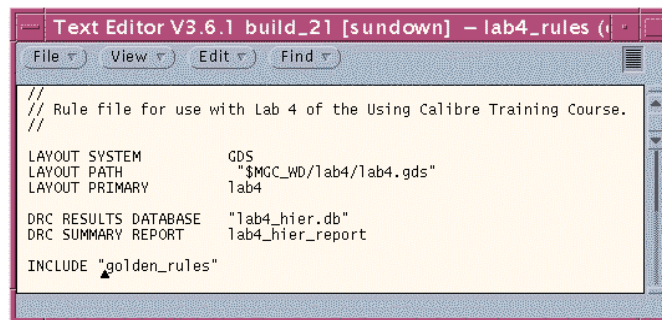 Text Editor V3.6.1 build_21 [sundown] – lab4_rules (
File View Edit Find
//
// Rule file for use with Lab 4 of the Using Calibre Training Course.
//
LAYOUT SYSTEM GDS
LAYOUT PATH "$MGC_WD/lab4/lab4.gds"
LAYOUT PRIMARY lab4
DRC RESULTS DATABASE "lab4_hier.db"
DRC SUMMARY REPORT lab4_hier_report
INCLUDE "golden_rules"